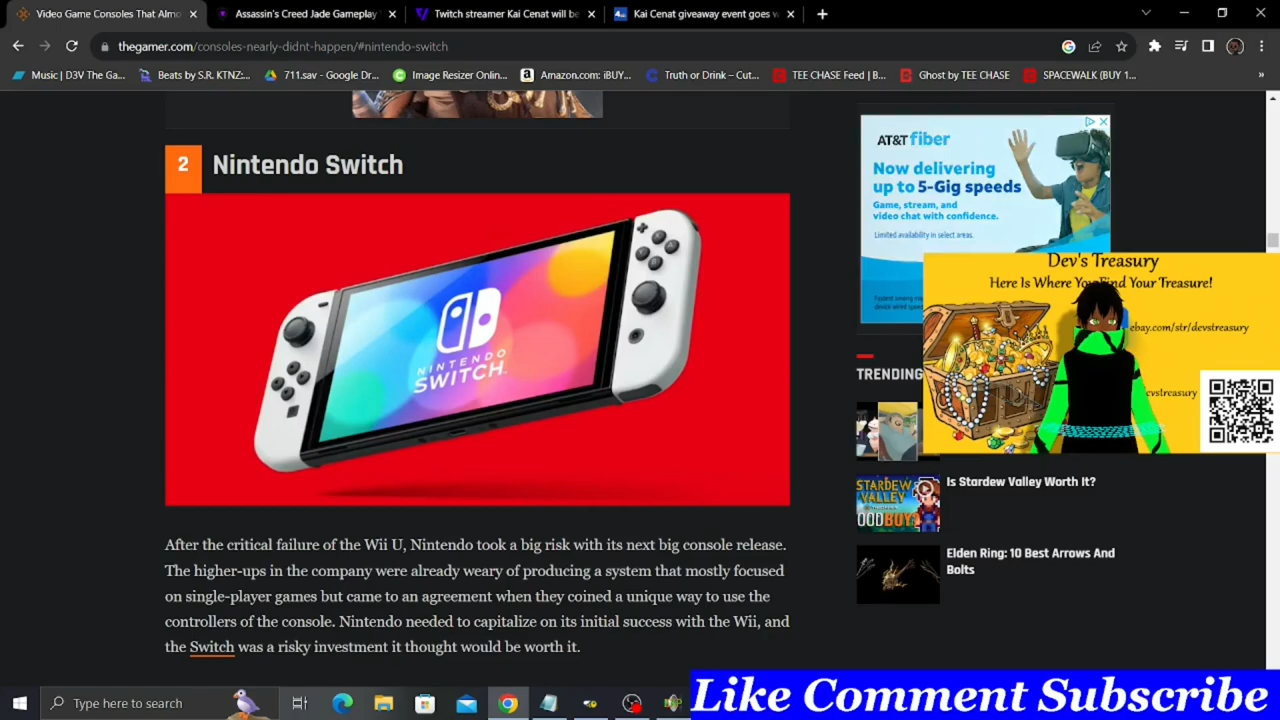 Video Game Consoles That Almo
Assassin's Creed Jade Gameplay
Twitch streamer Kai Cenat will be
Kai Cenat giveaway event goes v
thegamer.com/consoles-nearly-didnt-happen/#nintendo-switch
Music | D3V The Ga...
Beats by S.R. KTNZ:...
711.sav - Google Dr...
Image Resizer Onlin...
Amazon.com: iBUY...
Truth or Drink – Cut...
TEE CHASE Feed | B...
Ghost by TEE CHASE
SPACEWALK (BUY 1...
2
Nintendo Switch
NINTENDO
SWITCH
After the critical failure of the Wii U, Nintendo took a big risk with its next big console release.
The higher-ups in the company were already weary of producing a system that mostly focused
on single-player games but came to an agreement when they coined a unique way to use the
controllers of the console. Nintendo needed to capitalize on its initial success with the Wii, and
the Switch was a risky investment it thought would be worth it.
AT&T fiber
Now delivering
up to 5-Gig speeds
Game, stream, and
video chat with confidence.
Limited availability in select areas.
Dev's Treasury
Here Is Where You Find Your Treasure!
ebay.com/str/devstreasury
TRENDING
STARDEW
VALLEY
Is Stardew Valley Worth It?
Elden Ring: 10 Best Arrows And
Bolts
Type here to search
Like Comment Subscribe